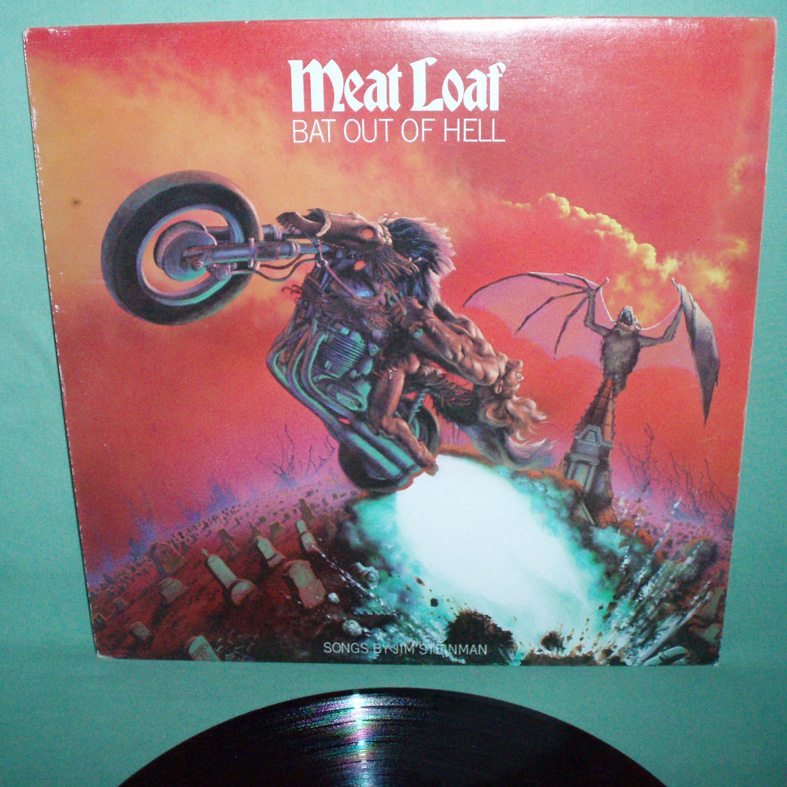 Meat Loaf
BAT OUT OF HELL
SONGS BY JIM STEINMAN